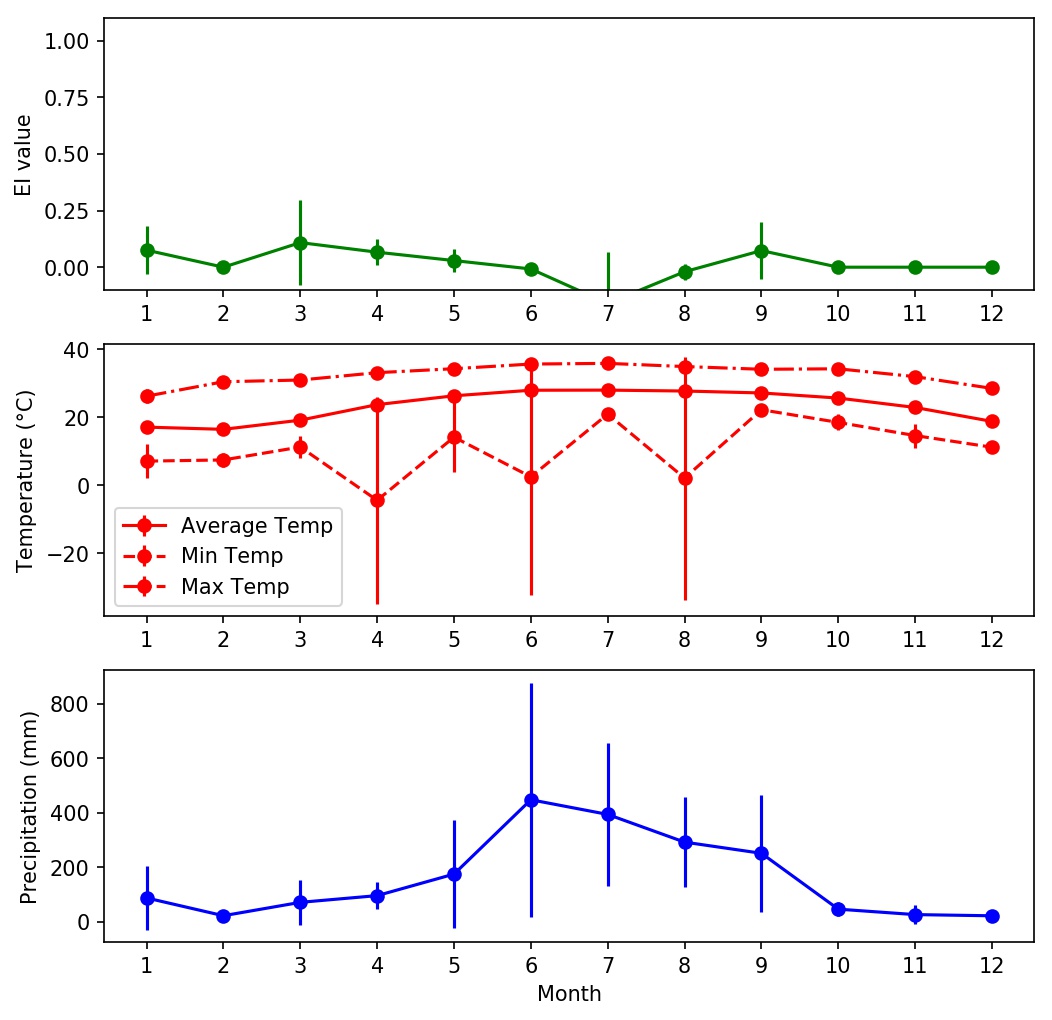 EI value
1.00
0.75
0.50
0.25
0.00
1 2 3 4 5 6 7 8 9 10 11 12
Temperature (°C)
40
20
0
−20
Average Temp
Min Temp
Max Temp
1 2 3 4 5 6 7 8 9 10 11 12
Precipitation (mm)
800
600
400
200
0
1 2 3 4 5 6 7 8 9 10 11 12
Month